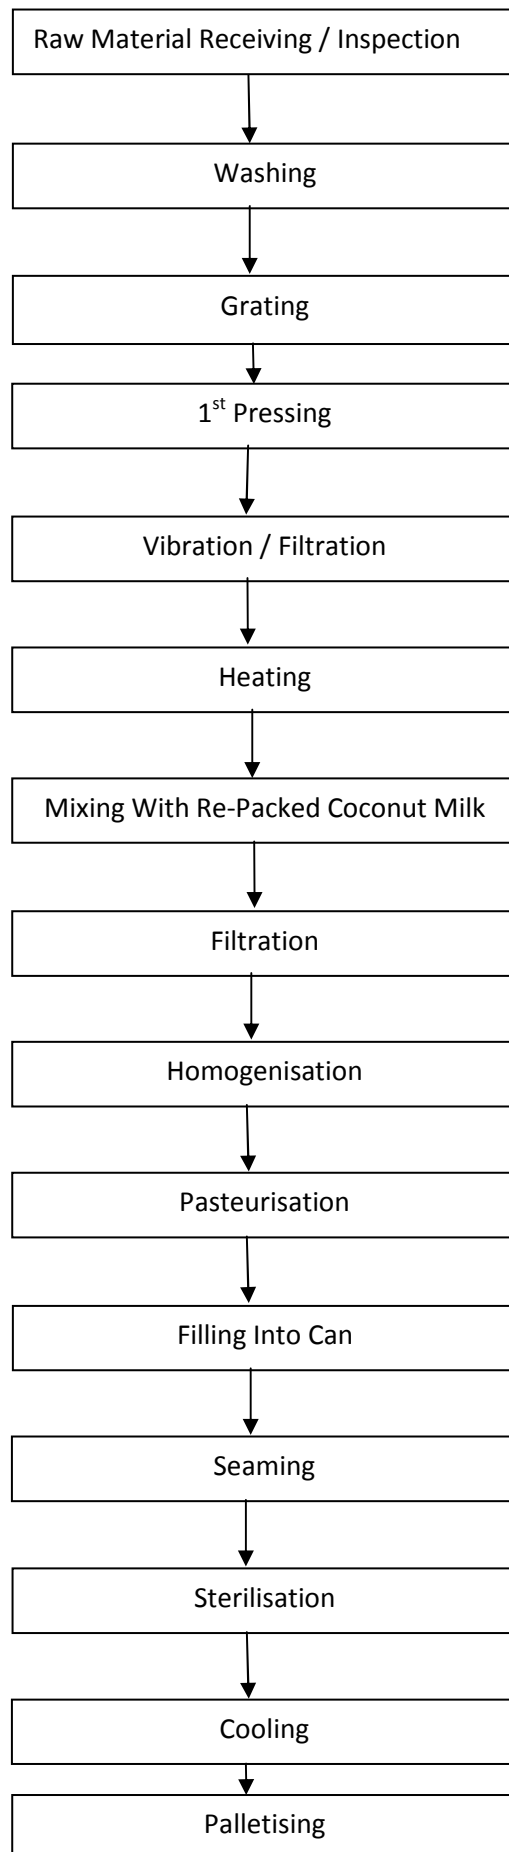 Raw Material Receiving / Inspection
Washing
Grating
1st Pressing
Vibration / Filtration
Heating
Mixing With Re-Packed Coconut Milk
Filtration
Homogenisation
Pasteurisation
Filling Into Can
Seaming
Sterilisation
Cooling
Palletising